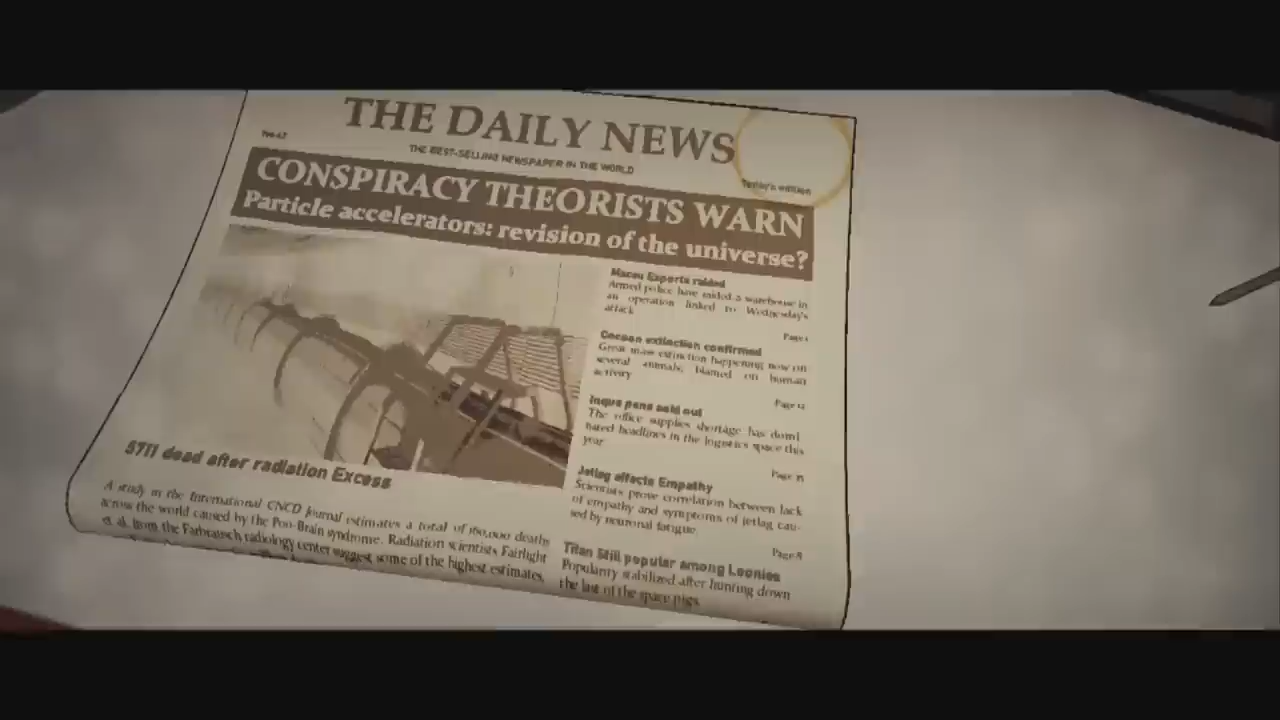 THE DAILY NEWS
THE BEST-SELLING NEWSPAPER IN THE WORLD
Today's edition
CONSPIRACY THEORISTS WARN
Particle accelerators: revision of the universe?
Macau Exports raided
Armed police have raided a warehouse in
an operation linked to Wednesday's
attack
Page 1
Cocoon extinction confirmed
Great mass extinction happening now on
several animals, blamed on human
activity
Page 12
pens sold out
The office supplies shortage has domi
nated headlines in the logistics space this
year
Page
Jetlag affects Empathy
Scientists prove correlation between lack
of empathy and symptoms of jetlag cau-
sed by neuronal fatigue.
Page 8
Titan Still popular among Loonies
Popularity stabilized after hunting down
the last of the space pigs
5711 dead after radiation Excess
A study in the International CNCD Journal estimates a total of 160,000 deaths
across the world caused by the Poo-Brain syndrome. Radiation scientists Fairlight
et al. from the Farbrausch radiology center suggest some of the highest estimates,